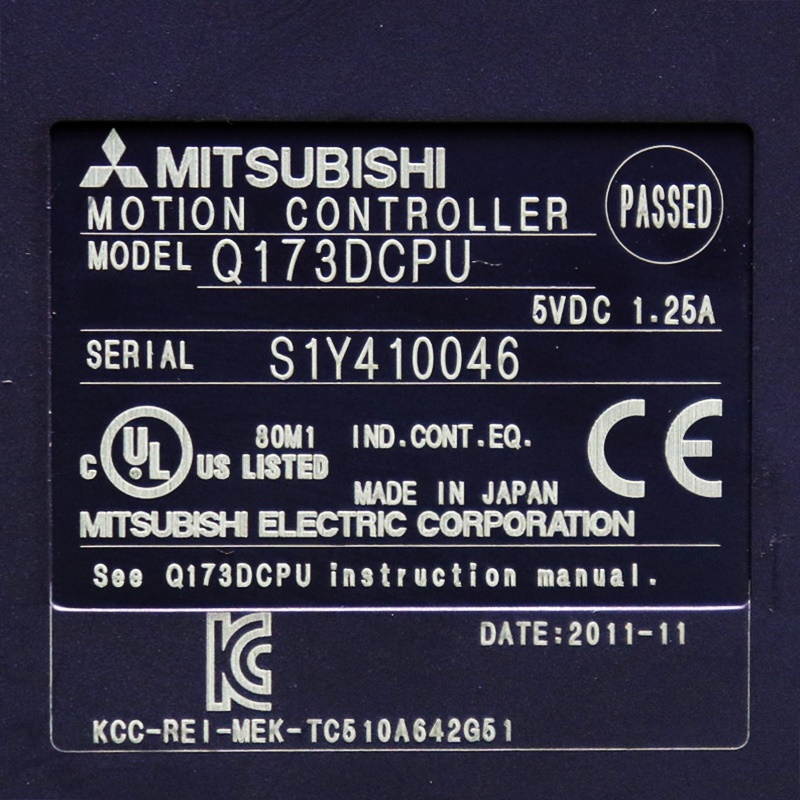 MITSUBISHI
MOTION CONTROLLER
PASSED
MODEL Q173DCPU
5VDC 1.25A
SERIAL S1Y410046
C UL US LISTED 80M1 IND.CONT.EQ.
CE
MADE IN JAPAN
MITSUBISHI ELECTRIC CORPORATION
See Q173DCPU instruction manual.
KC
DATE:2011-11
KCC-REI-MEK-TC510A642G51